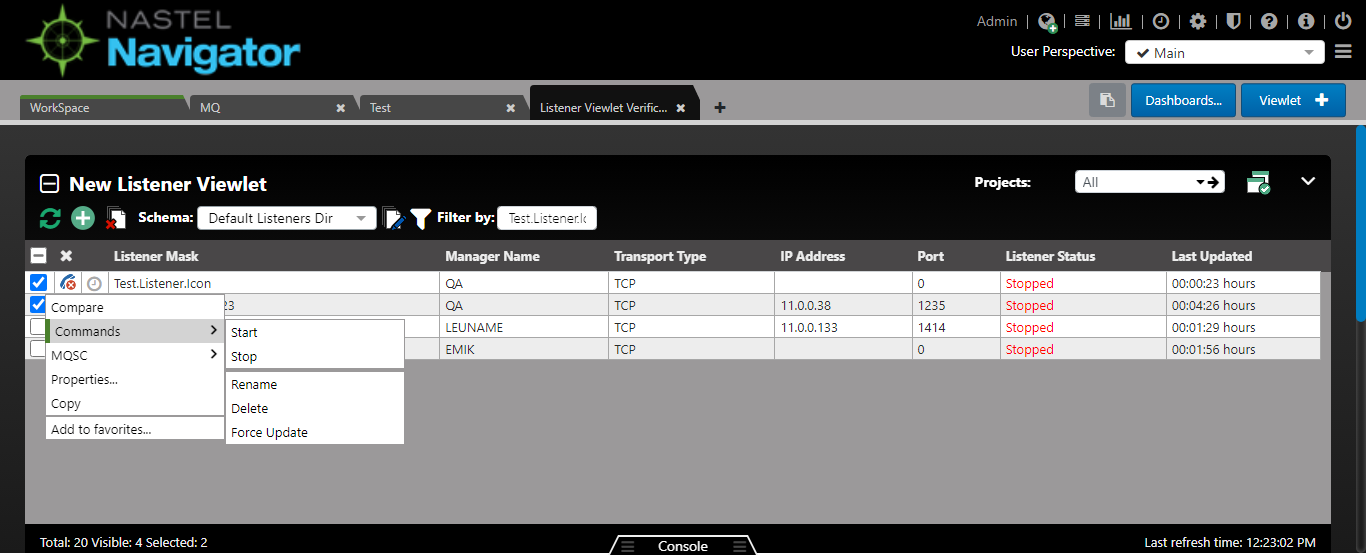 NASTEL
Navigator
Admin
User Perspective: Main
WorkSpace MQ Test Listener Viewlet Verific... Dashboards... Viewlet
New Listener Viewlet Projects: All
Schema: Default Listeners Dir Filter by: Test.Listener.Ic
Listener Mask Manager Name Transport Type IP Address Port Listener Status Last Updated
Test.Listener.Icon QA TCP 0 Stopped 00:00:23 hours
23 QA TCP 11.0.0.38 1235 Stopped 00:04:26 hours
LEUNAME TCP 11.0.0.133 1414 Stopped 00:01:29 hours
EMIK TCP 0 Stopped 00:01:56 hours
Compare
Commands
MQSC
Properties...
Copy
Add to favorites...
Start
Stop
Rename
Delete
Force Update
Total: 20 Visible: 4 Selected: 2 Console Last refresh time: 12:23:02 PM